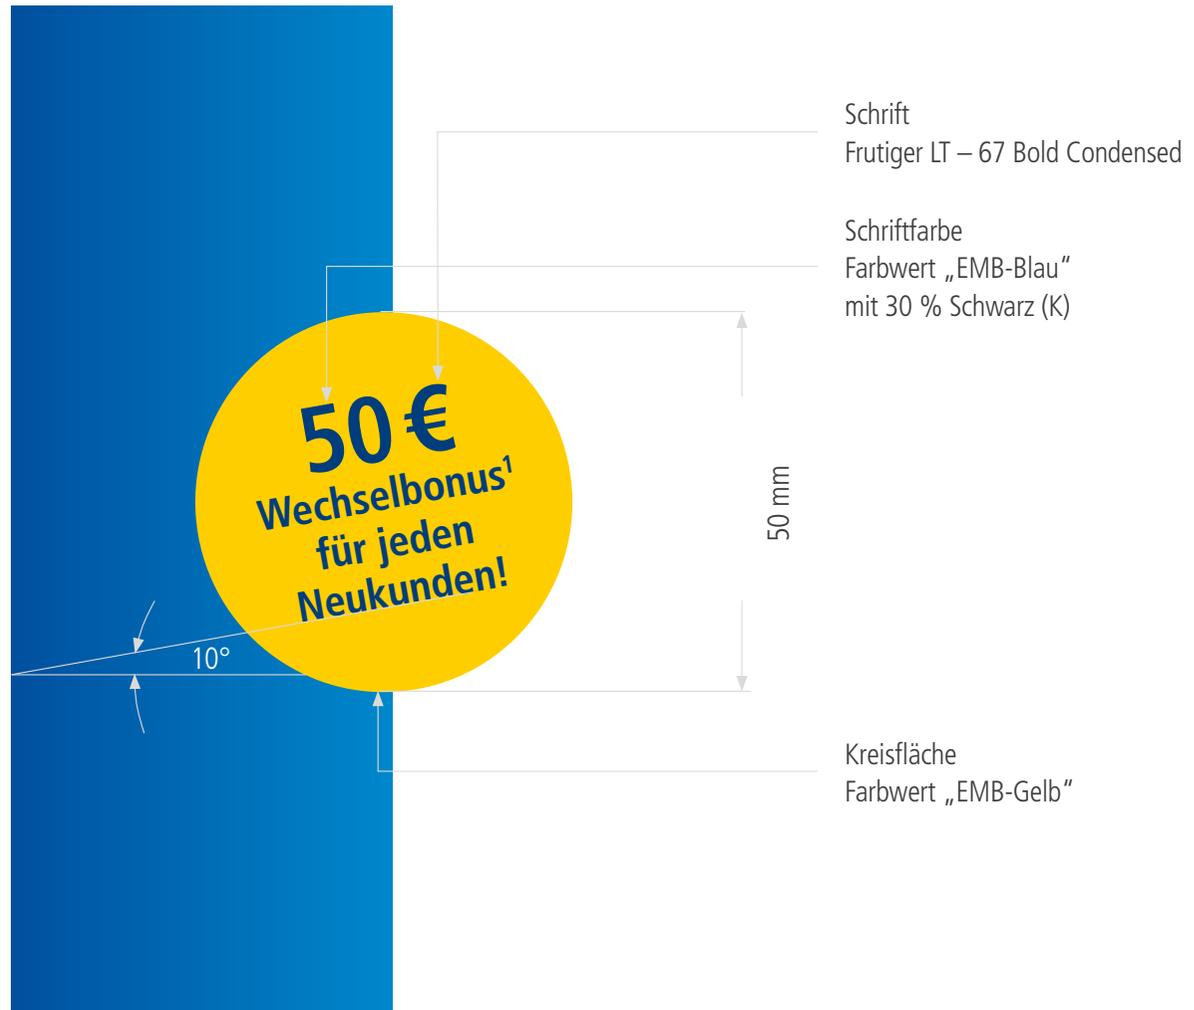 Schrift
Frutiger LT – 67 Bold Condensed
Schriftfarbe
Farbwert „EMB-Blau“
mit 30 % Schwarz (K)
50 €
Wechselbonus¹
für jeden
Neukunden!
50 mm
10°
Kreisfläche
Farbwert „EMB-Gelb“